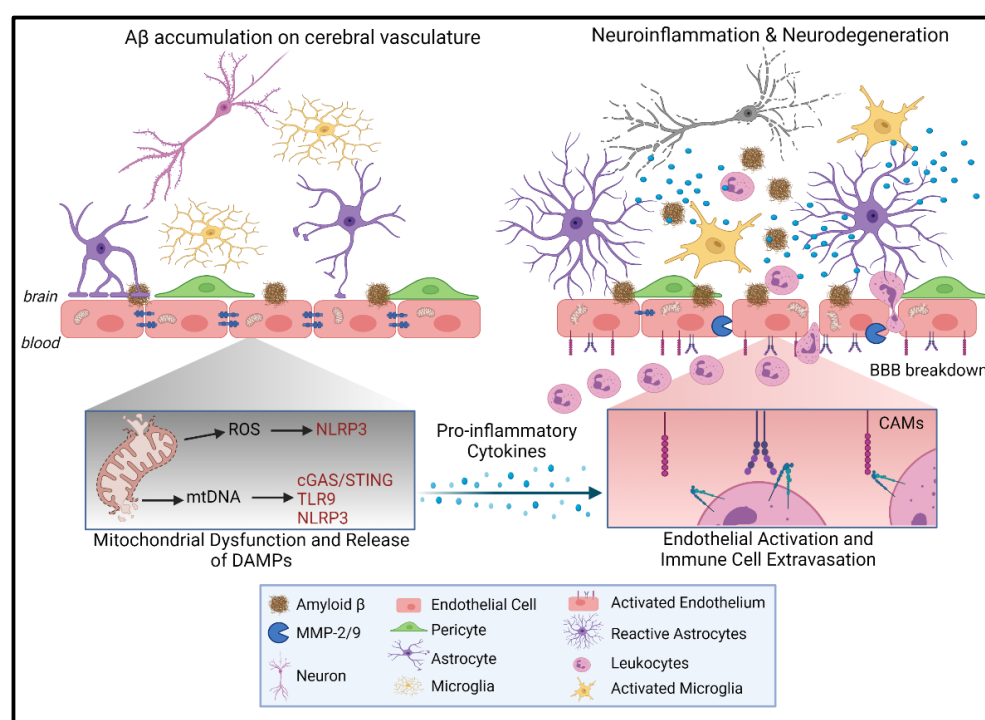 Aβ accumulation on cerebral vasculature
Neuroinflammation & Neurodegeneration
brain
blood
BBB breakdown
ROS
NLRP3
mtDNA
cGAS/STING
TLR9
NLRP3
Mitochondrial Dysfunction and Release
of DAMPs
Pro-inflammatory
Cytokines
CAMs
Endothelial Activation and
Immune Cell Extravasation
Amyloid β
MMP-2/9
Neuron
Endothelial Cell
Pericyte
Astrocyte
Microglia
Activated Endothelium
Reactive Astrocytes
Leukocytes
Activated Microglia